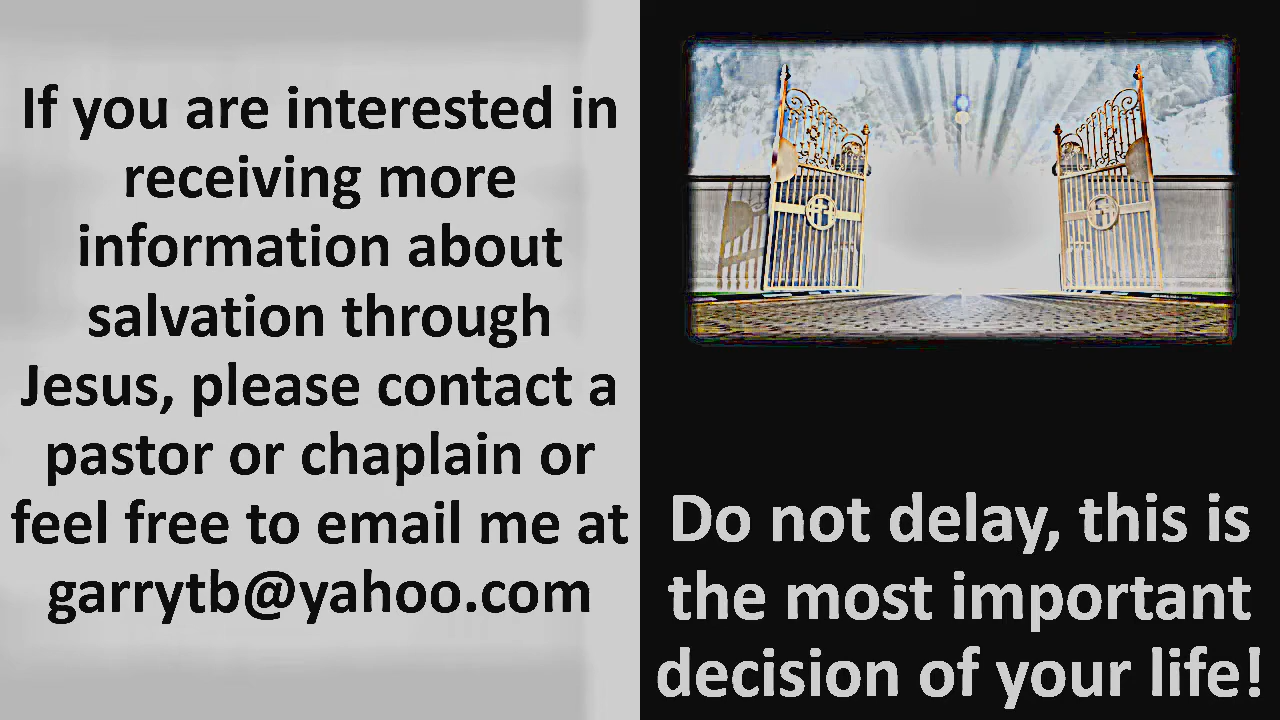 If you are interested in
receiving more
information about
salvation through
Jesus, please contact a
pastor or chaplain or
feel free to email me at
garrytb@yahoo.com
Do not delay, this is
the most important
decision of your life!